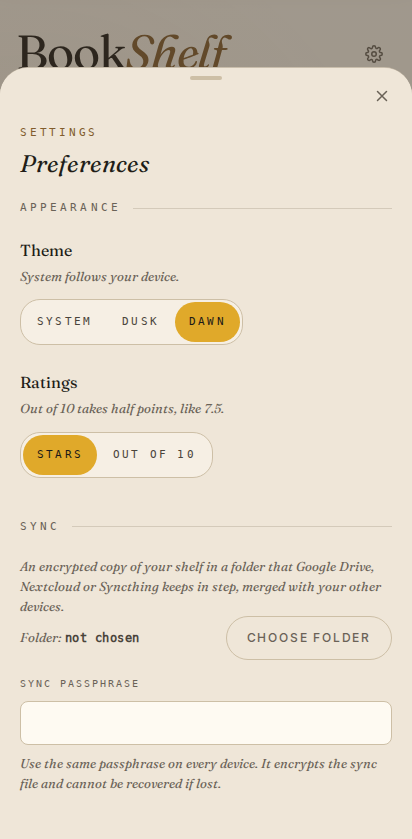 BookShelf
SETTINGS
Preferences
APPEARANCE
Theme
System follows your device.
SYSTEM DUSK DAWN
Ratings
Out of 10 takes half points, like 7.5.
STARS OUT OF 10
SYNC
An encrypted copy of your shelf in a folder that Google Drive,
Nextcloud or Syncthing keeps in step, merged with your other
devices.
Folder: not chosen CHOOSE FOLDER
SYNC PASSPHRASE
Use the same passphrase on every device. It encrypts the sync
file and cannot be recovered if lost.